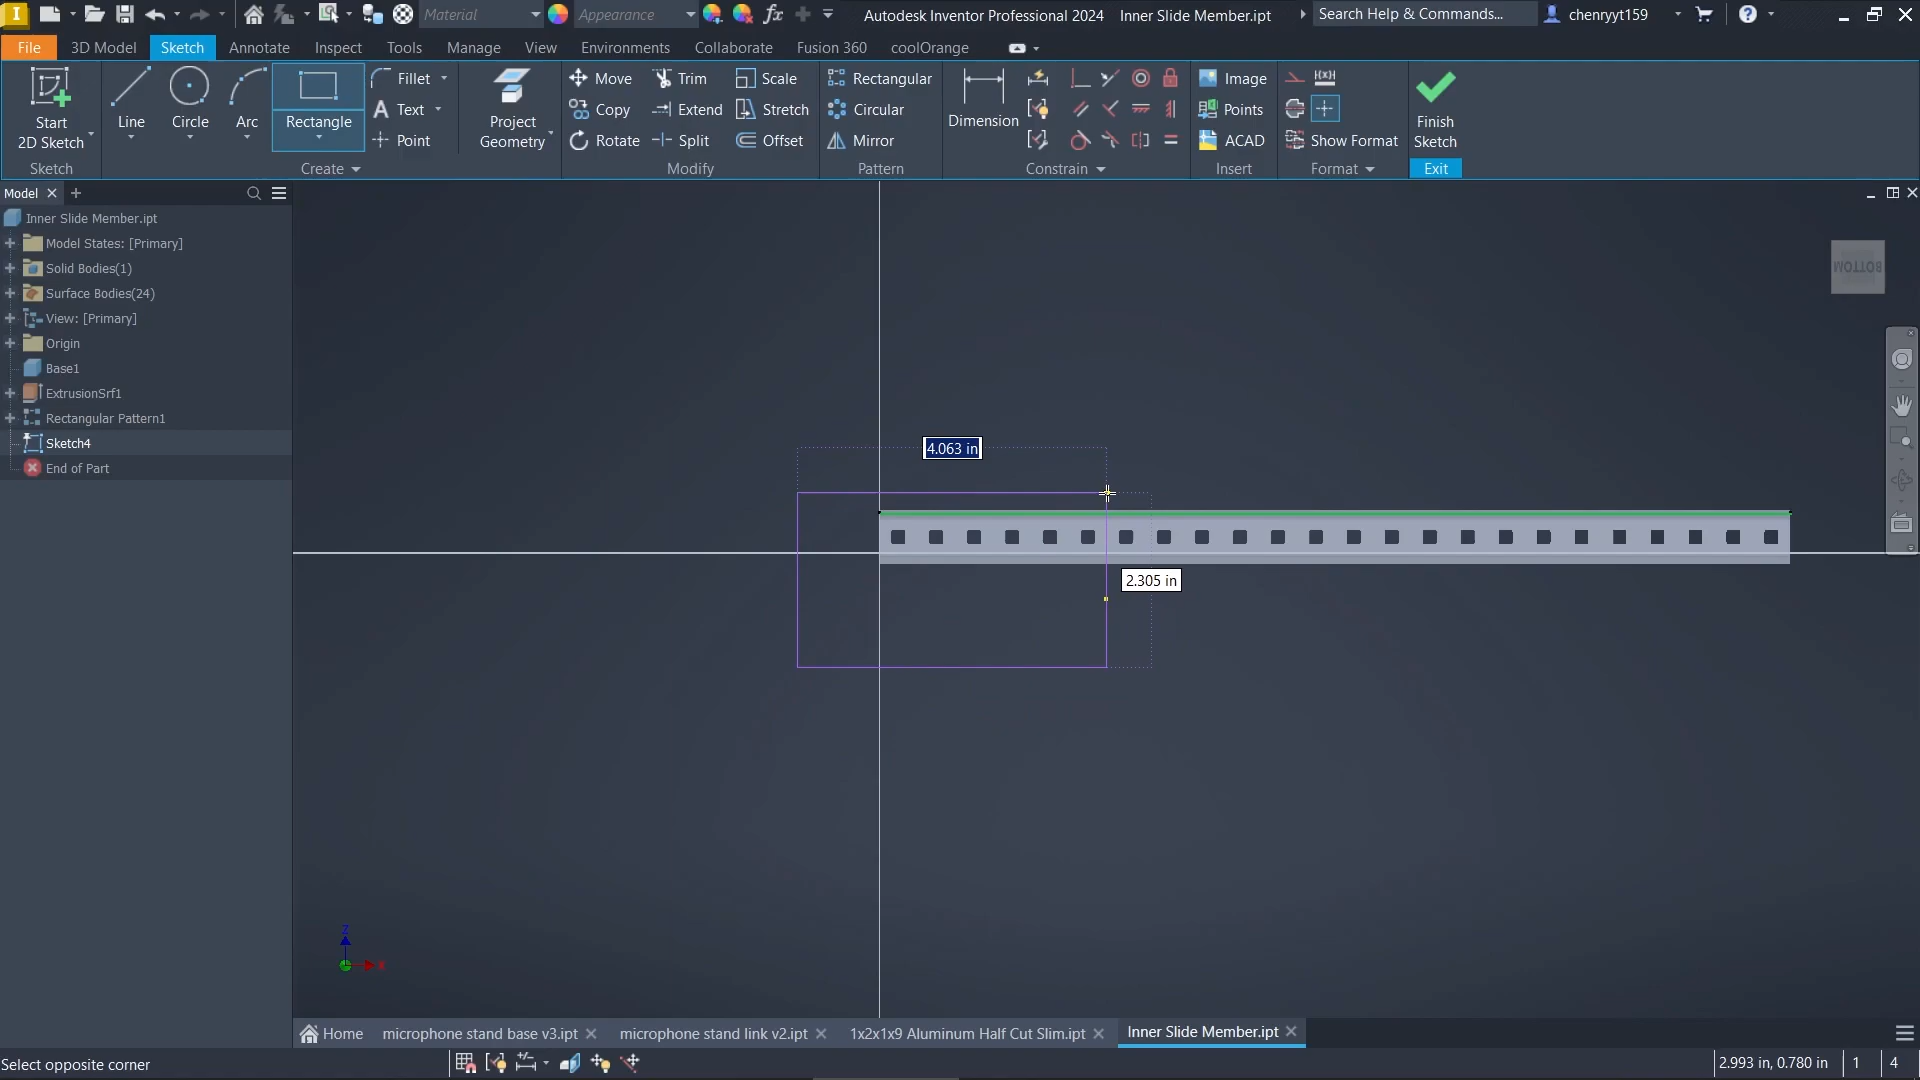 Material
Appearance
Autodesk Inventor Professional 2024 Inner Slide Member.ipt
Search Help & Commands...
chenryyt159
File 3D Model Sketch Annotate Inspect Tools Manage View Environments Collaborate Fusion 360 coolOrange
Start
2D Sketch
Sketch
Line
Circle
Arc
Rectangle
Fillet
Text
Point
Create
Project
Geometry
Move
Copy
Rotate
Trim
Extend
Split
Scale
Stretch
Offset
Modify
Rectangular
Circular
Mirror
Pattern
Dimension
Constrain
Image
Points
ACAD
Insert
Show Format
Format
Finish
Sketch
Exit
Model
Inner Slide Member.ipt
Model States: [Primary]
Solid Bodies(1)
Surface Bodies(24)
View: [Primary]
Origin
Base1
ExtrusionSrf1
Rectangular Pattern1
Sketch4
End of Part
BOTTOM
4.063 in
2.305 in
Z
X
Home microphone stand base v3.ipt microphone stand link v2.ipt 1x2x1x9 Aluminum Half Cut Slim.ipt Inner Slide Member.ipt
Select opposite corner
2.993 in, 0.780 in 1 4